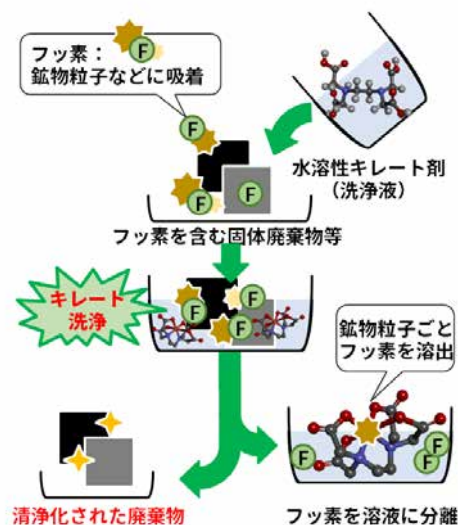 フッ素：
鉱物粒子などに吸着
F
F
F
F
水溶性キレート剤
（洗浄液）
フッ素を含む固体廃棄物等
キレート
洗浄
F
F
F
鉱物粒子ごと
フッ素を溶出
F
F
F
清浄化された廃棄物
フッ素を溶液に分離